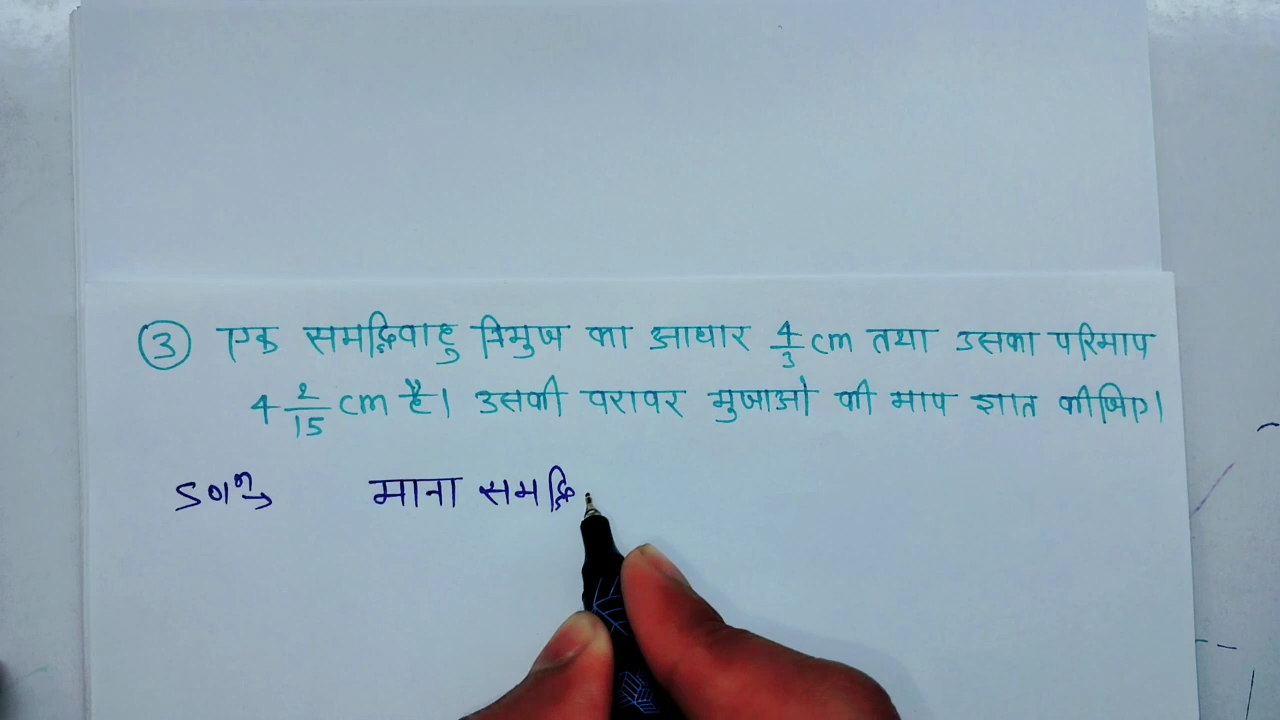 ③ एक समद्विबाहु त्रिभुज का आधार 4/3 cm तथा उसका परिमाप
4 2/15 cm है। उसकी बराबर भुजाओं की माप ज्ञात कीजिए।
Solⁿ→ माना समद्वि